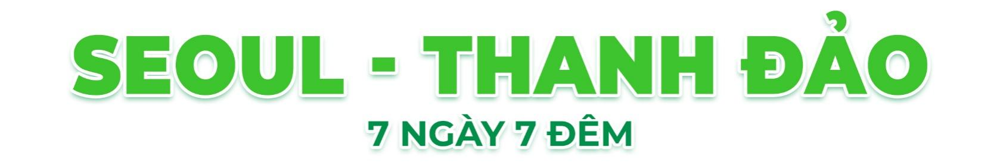 SEOUL - THANH ĐẢO
7 NGÀY 7 ĐÊM